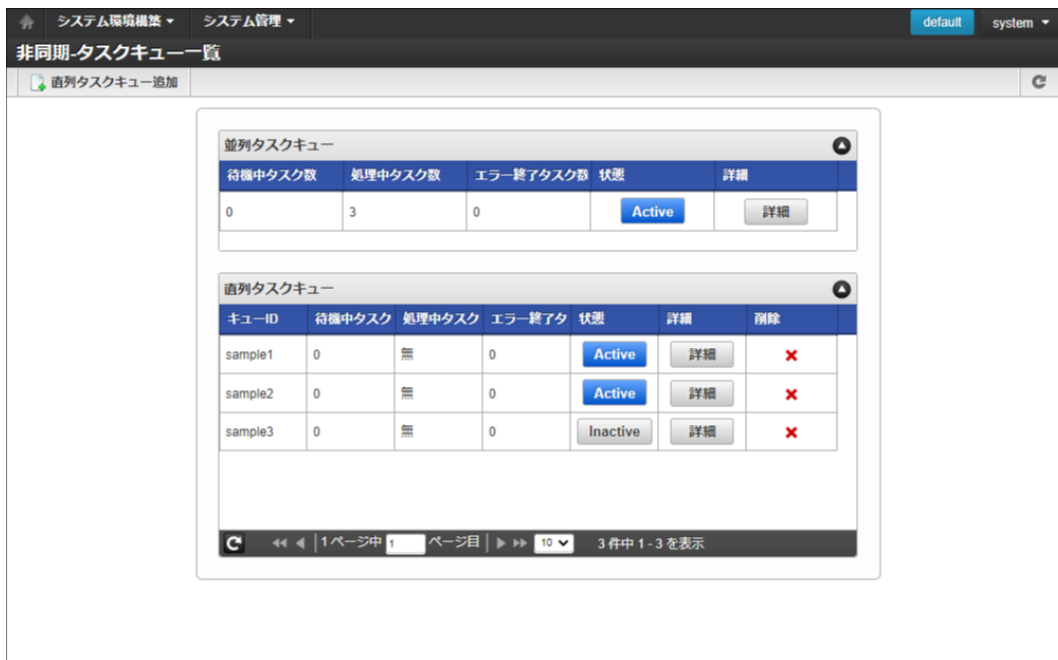 システム環境構築 システム管理 default system
非同期-タスクキュー一覧
直列タスクキュー追加
並列タスクキュー
待機中タスク数 処理中タスク数 エラー終了タスク数 状態 詳細
0 3 0 Active 詳細
直列タスクキュー
キューID 待機中タスク 処理中タスク エラー終了タ 状態 詳細 削除
sample1 0 無 0 Active 詳細
sample2 0 無 0 Active 詳細
sample3 0 無 0 Inactive 詳細
1 ページ中 1 ページ目 10 3 件中 1 - 3 を表示